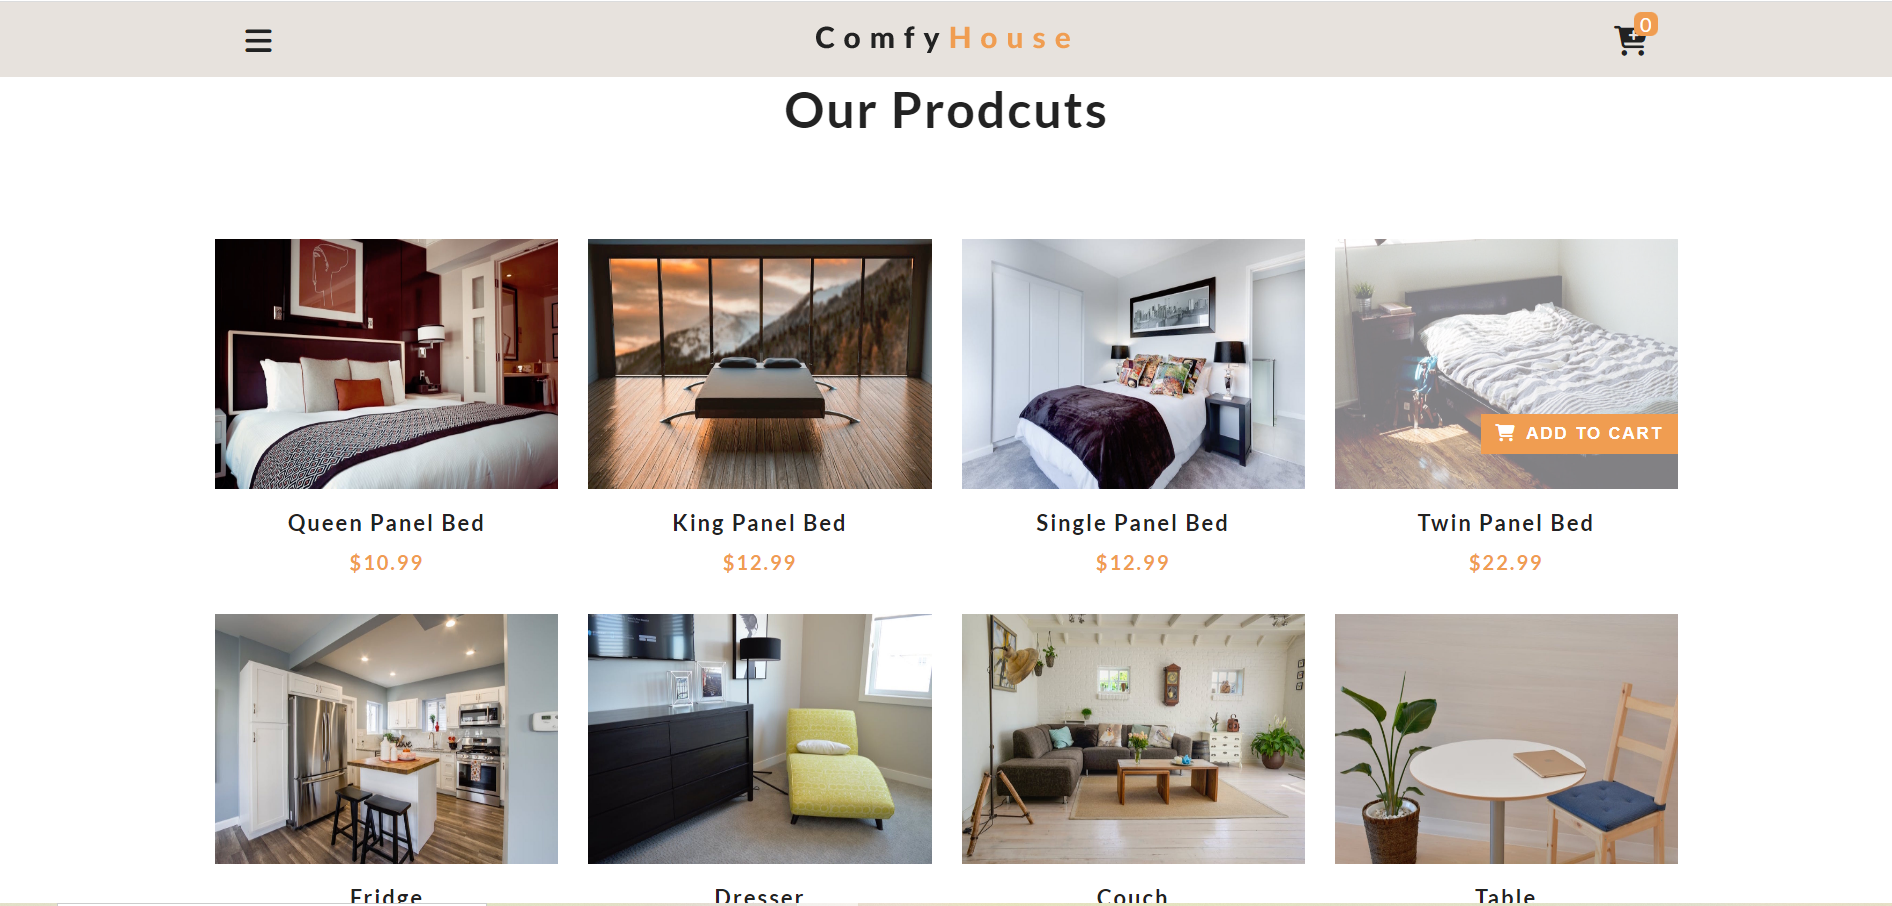 ComfyHouse
0
Our Prodcuts
ADD TO CART
Queen Panel Bed
King Panel Bed
Single Panel Bed
Twin Panel Bed
$10.99
$12.99
$12.99
$22.99
Fridge
Dresser
Couch
Table